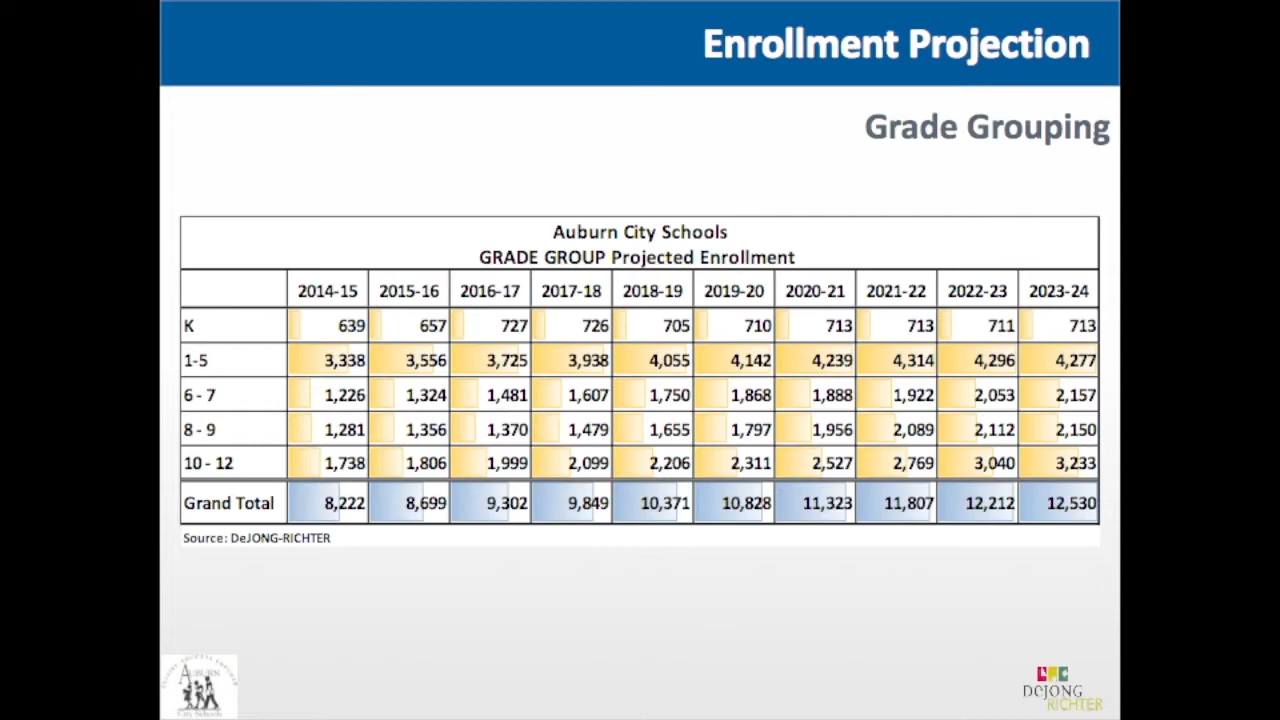 Enrollment Projection
Grade Grouping
Auburn City Schools
GRADE GROUP Projected Enrollment
2014-15 2015-16 2016-17 2017-18 2018-19 2019-20 2020-21 2021-22 2022-23 2023-24
K 639 657 727 726 705 710 713 713 711 713
1-5 3,338 3,556 3,725 3,938 4,055 4,142 4,239 4,314 4,296 4,277
6 - 7 1,226 1,324 1,481 1,607 1,750 1,868 1,888 1,922 2,053 2,157
8 - 9 1,281 1,356 1,370 1,479 1,655 1,797 1,956 2,089 2,112 2,150
10 - 12 1,738 1,806 1,999 2,099 2,206 2,311 2,527 2,769 3,040 3,233
Grand Total 8,222 8,699 9,302 9,849 10,371 10,828 11,323 11,807 12,212 12,530
Source: DeJONG-RICHTER
AUBURN
City Schools
DeJONG
RICHTER